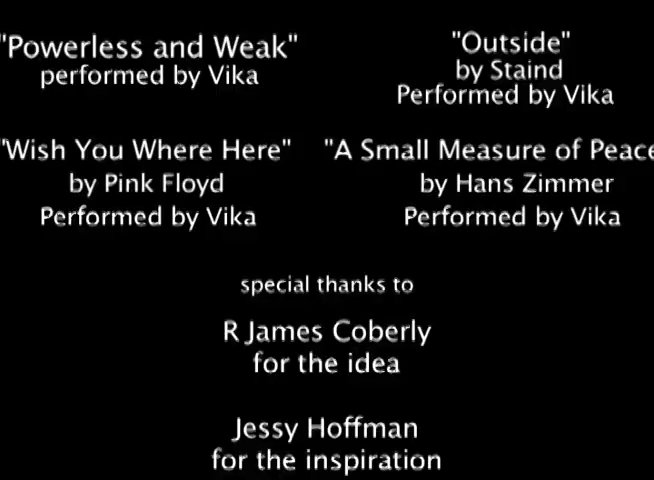 "Powerless and Weak"
performed by Vika
"Outside"
by Staind
Performed by Vika
"Wish You Where Here"
by Pink Floyd
Performed by Vika
"A Small Measure of Peace
by Hans Zimmer
Performed by Vika
special thanks to
R James Coberly
for the idea
Jessy Hoffman
for the inspiration